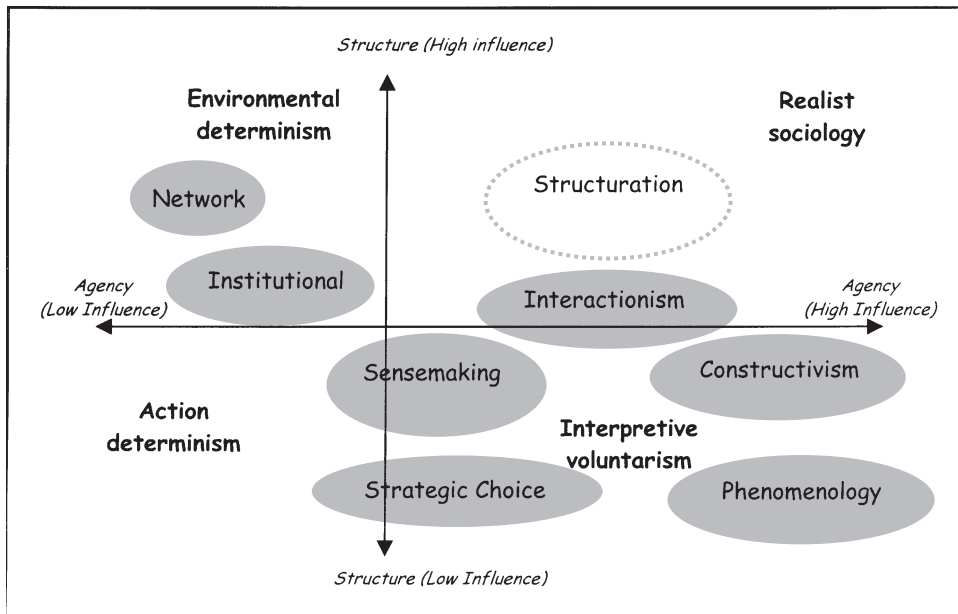 Structure (High influence)
Environmental
determinism
Realist
sociology
Structuration
Network
Institutional
Interactionism
Agency
(Low Influence)
Agency
(High Influence)
Sensemaking
Constructivism
Action
determinism
Interpretive
voluntarism
Strategic Choice
Phenomenology
Structure (Low Influence)